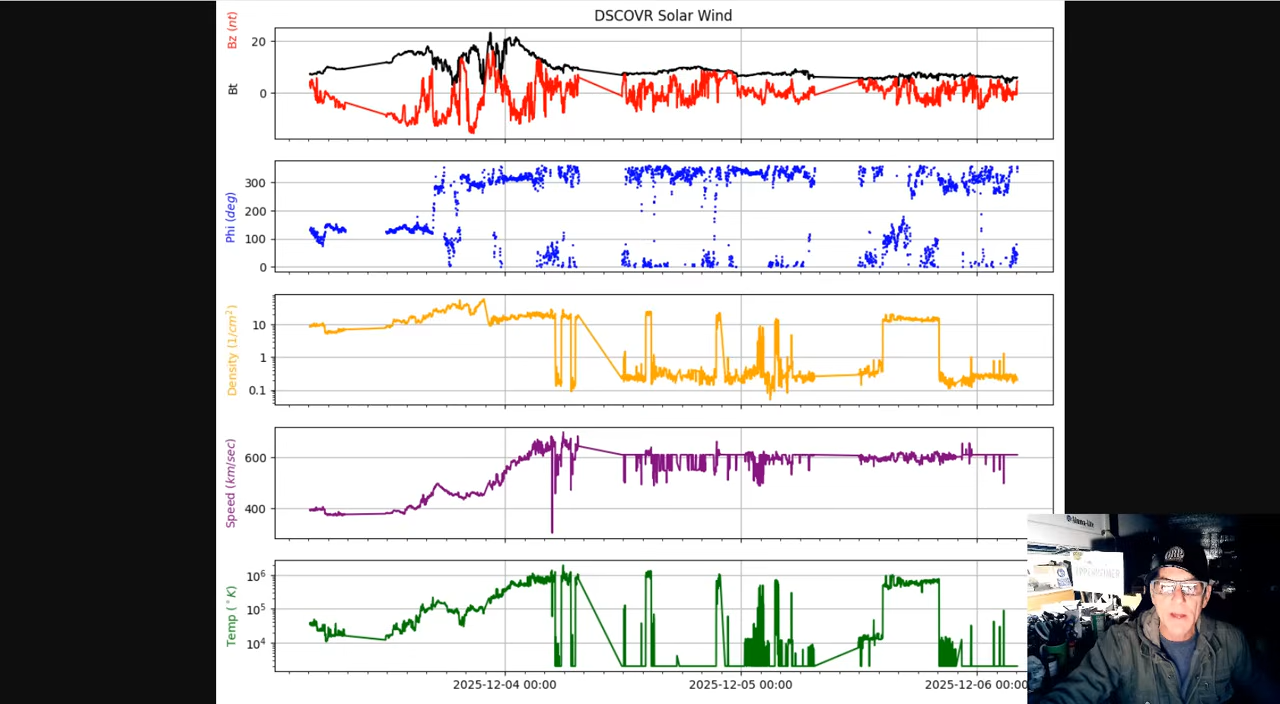 DSCOVR Solar Wind
Bz (nt)
Bt
20
0
Phi (deg)
300
200
100
0
Density (1/cm²)
10
1
0.1
Speed (km/sec)
600
400
Temp (°K)
10⁶
10⁵
10⁴
2025-12-04 00:00
2025-12-05 00:00
2025-12-06 00:00